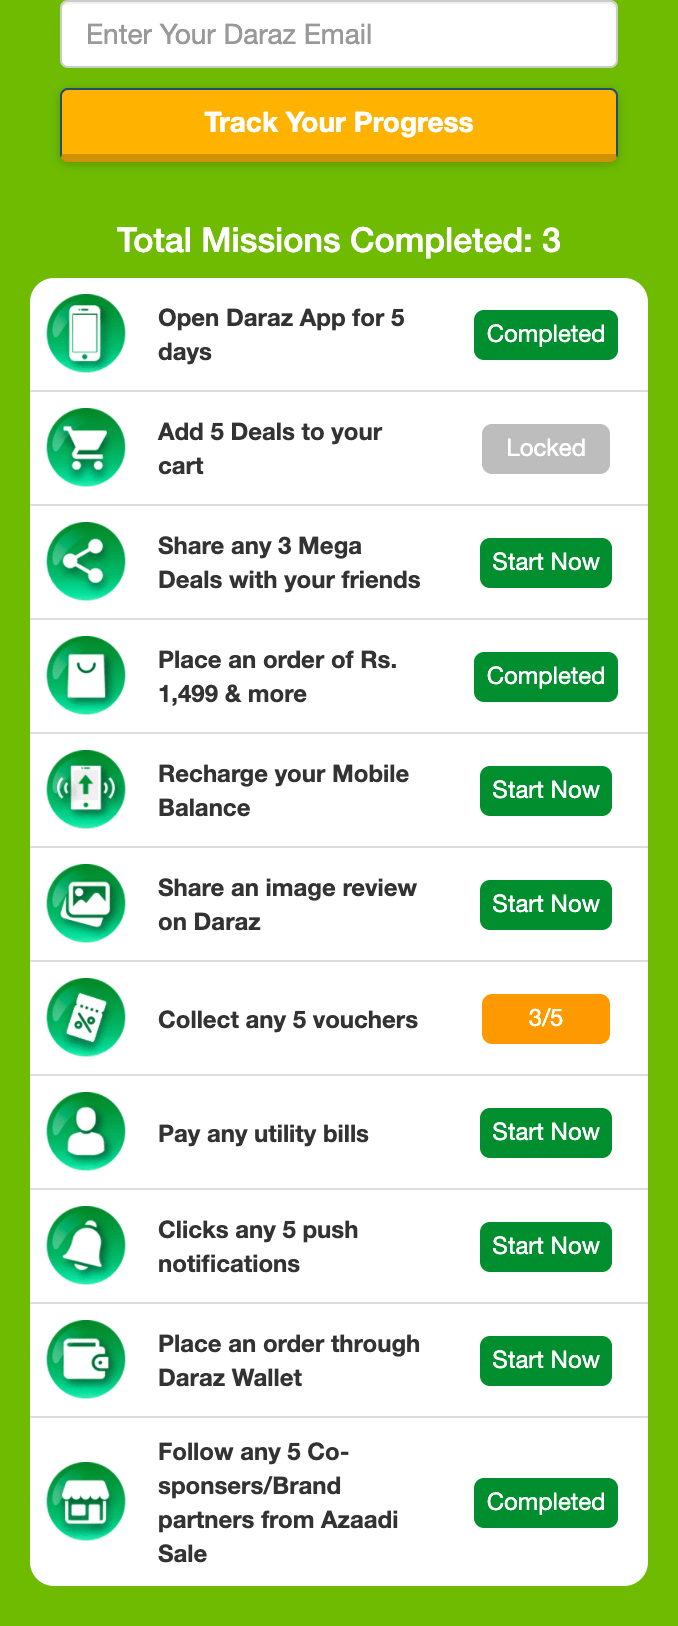 Enter Your Daraz Email
Track Your Progress
Total Missions Completed: 3
Open Daraz App for 5
days
Completed
Add 5 Deals to your
cart
Locked
Share any 3 Mega
Deals with your friends
Start Now
Place an order of Rs.
1,499 & more
Completed
Recharge your Mobile
Balance
Start Now
Share an image review
on Daraz
Start Now
Collect any 5 vouchers
3/5
Pay any utility bills
Start Now
Clicks any 5 push
notifications
Start Now
Place an order through
Daraz Wallet
Start Now
Follow any 5 Co-
sponsers/Brand
partners from Azaadi
Sale
Completed